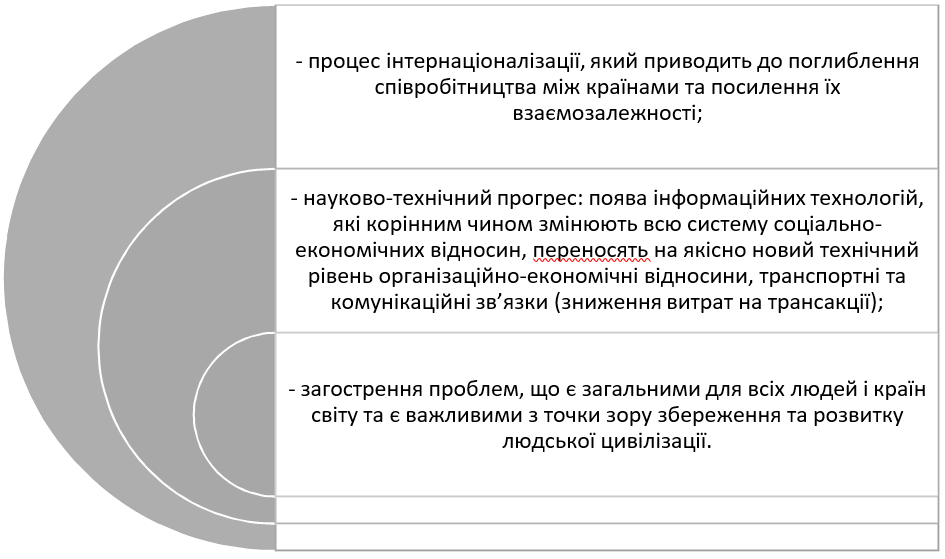 - процес інтернаціоналізації, який приводить до поглиблення
співробітництва між країнами та посилення їх
взаємозалежності;
- науково-технічний прогрес: поява інформаційних технологій,
які корінним чином змінюють всю систему соціально-
економічних відносин, переносять на якісно новий технічний
рівень організаційно-економічні відносини, транспортні та
комунікаційні зв’язки (зниження витрат на трансакції);
- загострення проблем, що є загальними для всіх людей і країн
світу та є важливими з точки зору збереження та розвитку
людської цивілізації.